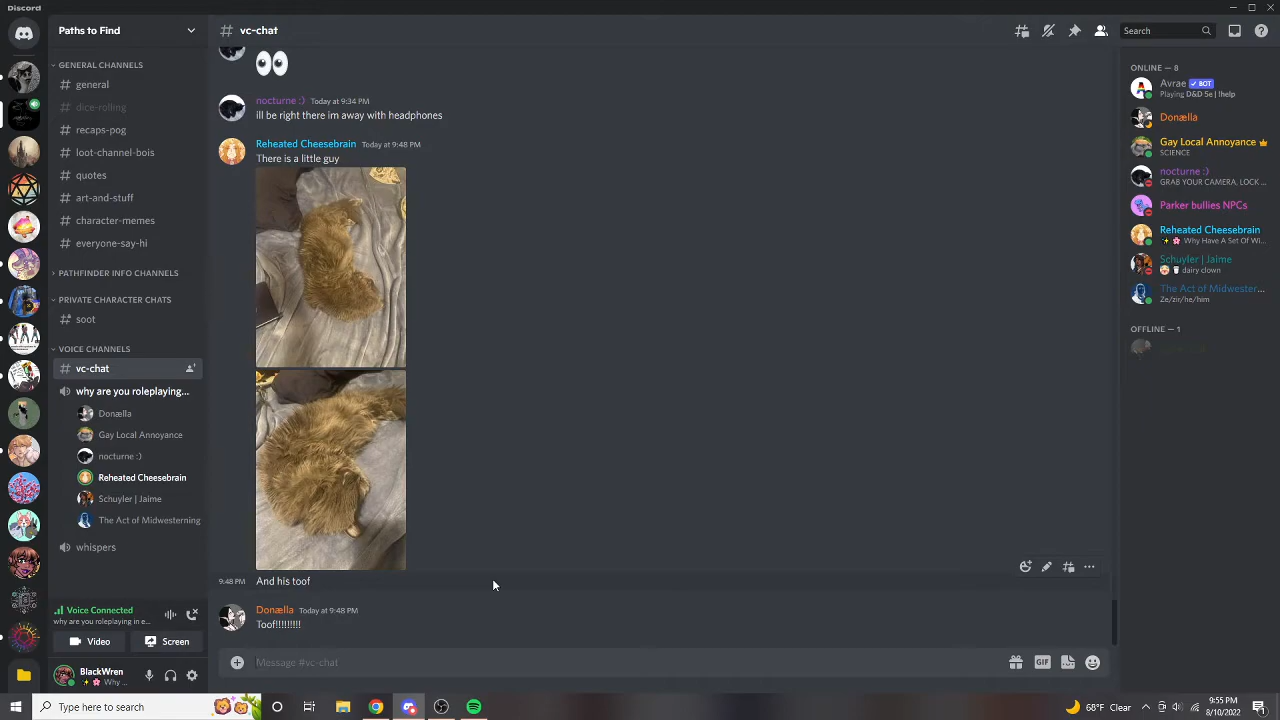 Discord
Paths to Find
# vc-chat
Search
GENERAL CHANNELS
# general
# dice-rolling
# recaps-pog
# loot-channel-bois
# quotes
# art-and-stuff
# character-memes
# everyone-say-hi
PATHFINDER INFO CHANNELS
PRIVATE CHARACTER CHATS
# soot
VOICE CHANNELS
# vc-chat
why are you roleplaying...
Donælla
Gay Local Annoyance
nocturne :)
Reheated Cheesebrain
Schuyler | Jaime
The Act of Midwesterning
whispers
Voice Connected
why are you roleplaying in e...
Video
Screen
BlackWren
Why ...
nocturne :) Today at 9:34 PM
ill be right there im away with headphones
Reheated Cheesebrain Today at 9:48 PM
There is a little guy
9:48 PM And his toof
Donælla Today at 9:48 PM
Toof!!!!!!!!!
Message #vc-chat
GIF
ONLINE — 8
Avrae BOT
Playing D&D 5e | !help
Donælla
Gay Local Annoyance
SCIENCE
nocturne :)
GRAB YOUR CAMERA, LOCK ...
Parker bullies NPCs
Reheated Cheesebrain
Why Have A Set Of Wi...
Schuyler | Jaime
dairy clown
The Act of Midwester...
Ze/zir/he/him
OFFLINE — 1
Type here to search
68°F Clear
9:55 PM
8/10/2022